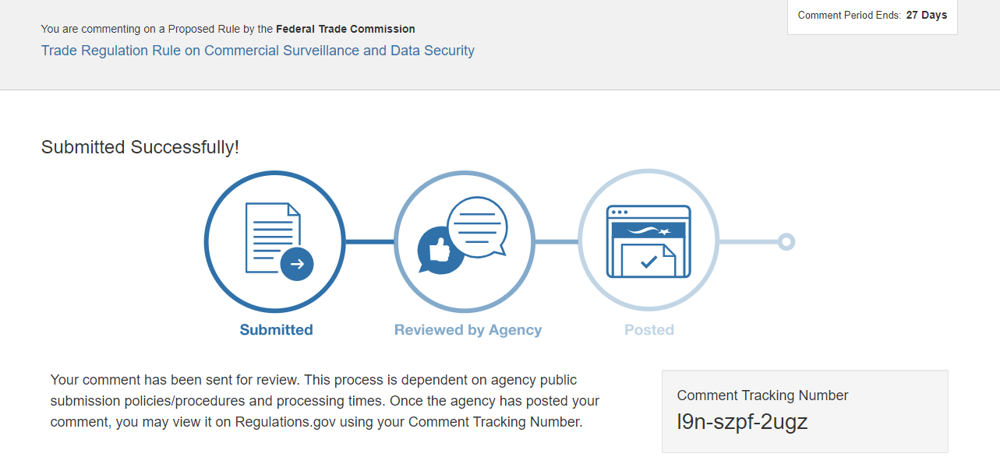 Comment Period Ends: 27 Days
You are commenting on a Proposed Rule by the Federal Trade Commission
Trade Regulation Rule on Commercial Surveillance and Data Security
Submitted Successfully!
Submitted
Reviewed by Agency
Posted
Your comment has been sent for review. This process is dependent on agency public
submission policies/procedures and processing times. Once the agency has posted your
comment, you may view it on Regulations.gov using your Comment Tracking Number.
Comment Tracking Number
l9n-szpf-2ugz